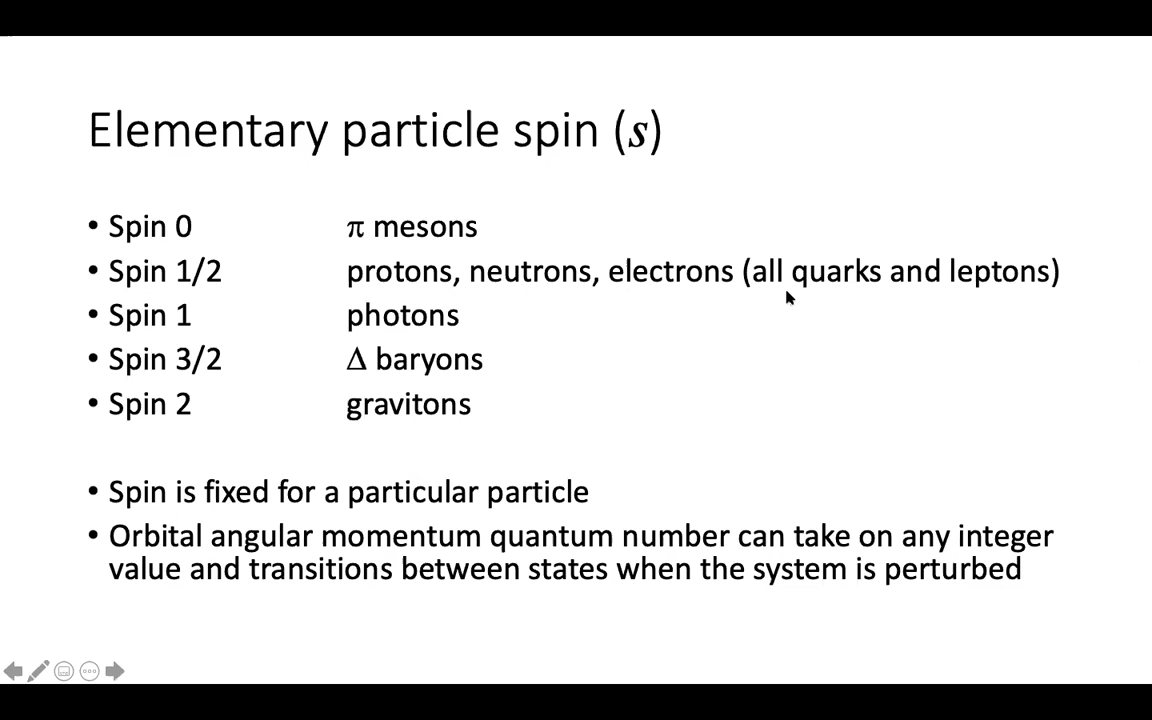 Elementary particle spin (s)
• Spin 0 π mesons
• Spin 1/2 protons, neutrons, electrons (all quarks and leptons)
• Spin 1 photons
• Spin 3/2 Δ baryons
• Spin 2 gravitons
• Spin is fixed for a particular particle
• Orbital angular momentum quantum number can take on any integer
value and transitions between states when the system is perturbed